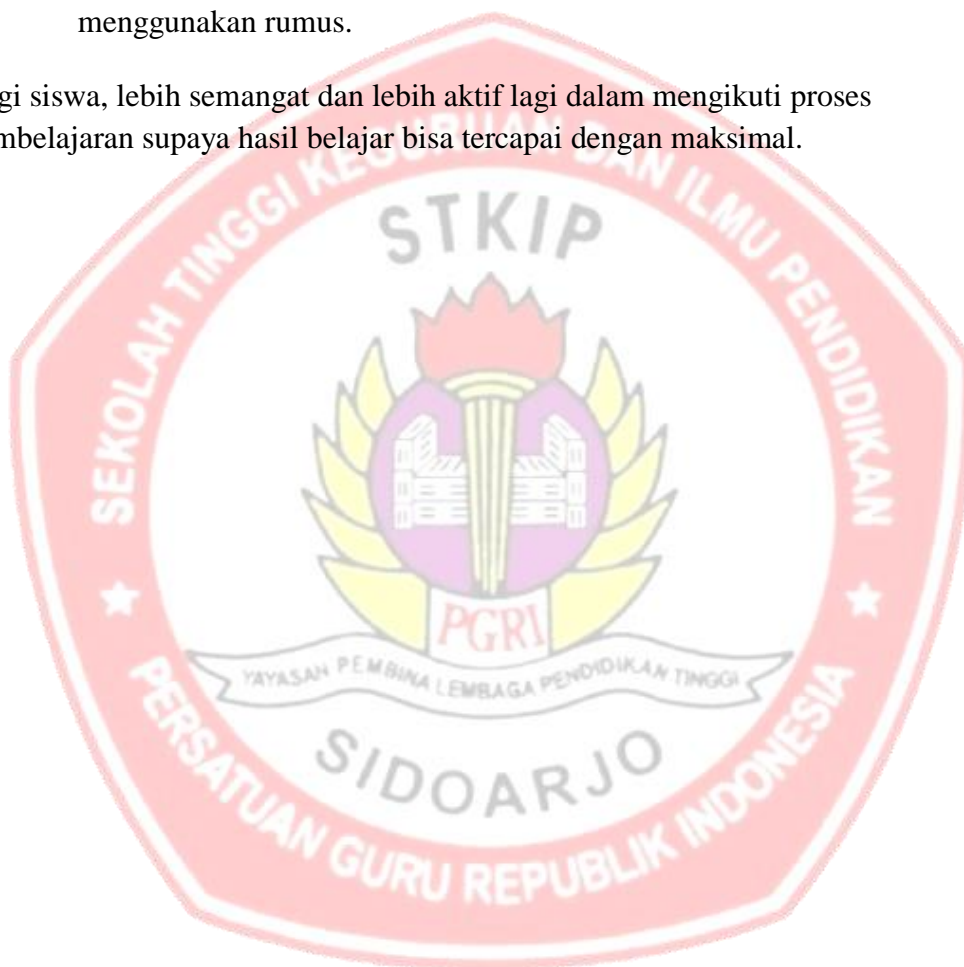 menggunakan rumus.
gi siswa, lebih semangat dan lebih aktif lagi dalam mengikuti proses
mbelajaran supaya hasil belajar bisa tercapai dengan maksimal.
SEKOLAH TINGGI KEGURUAN DAN ILMU PENDIDIKAN
STKIP
PGRI
YAYASAN PEMBINA LEMBAGA PENDIDIKAN TINGGI
SIDOARJO
PERSATUAN GURU REPUBLIK INDONESIA